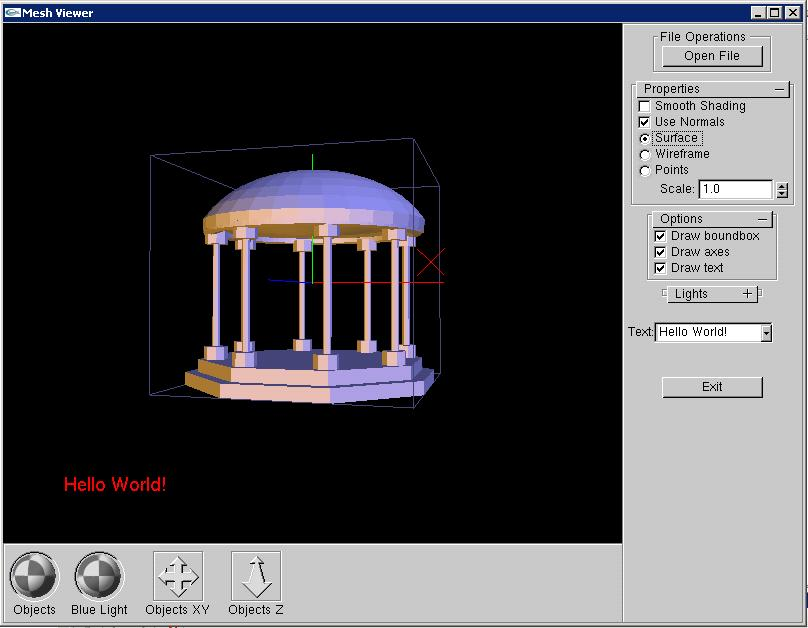 Mesh Viewer
File Operations
Open File
Properties
Smooth Shading
Use Normals
Surface
Wireframe
Points
Scale: 1.0
Options
Draw boundbox
Draw axes
Draw text
Lights
Text: Hello World!
Exit
Hello World!
Objects
Blue Light
Objects XY
Objects Z